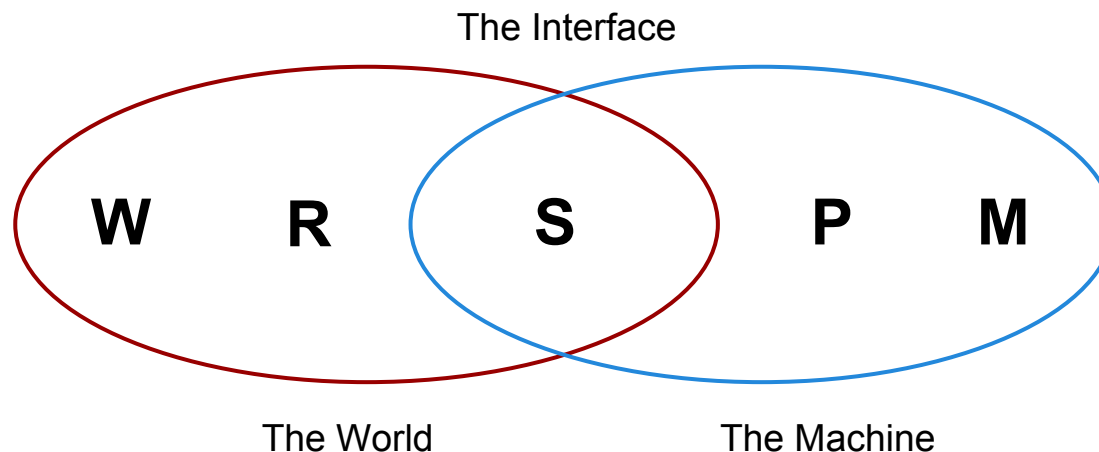 The Interface
W R S P M
The World The Machine